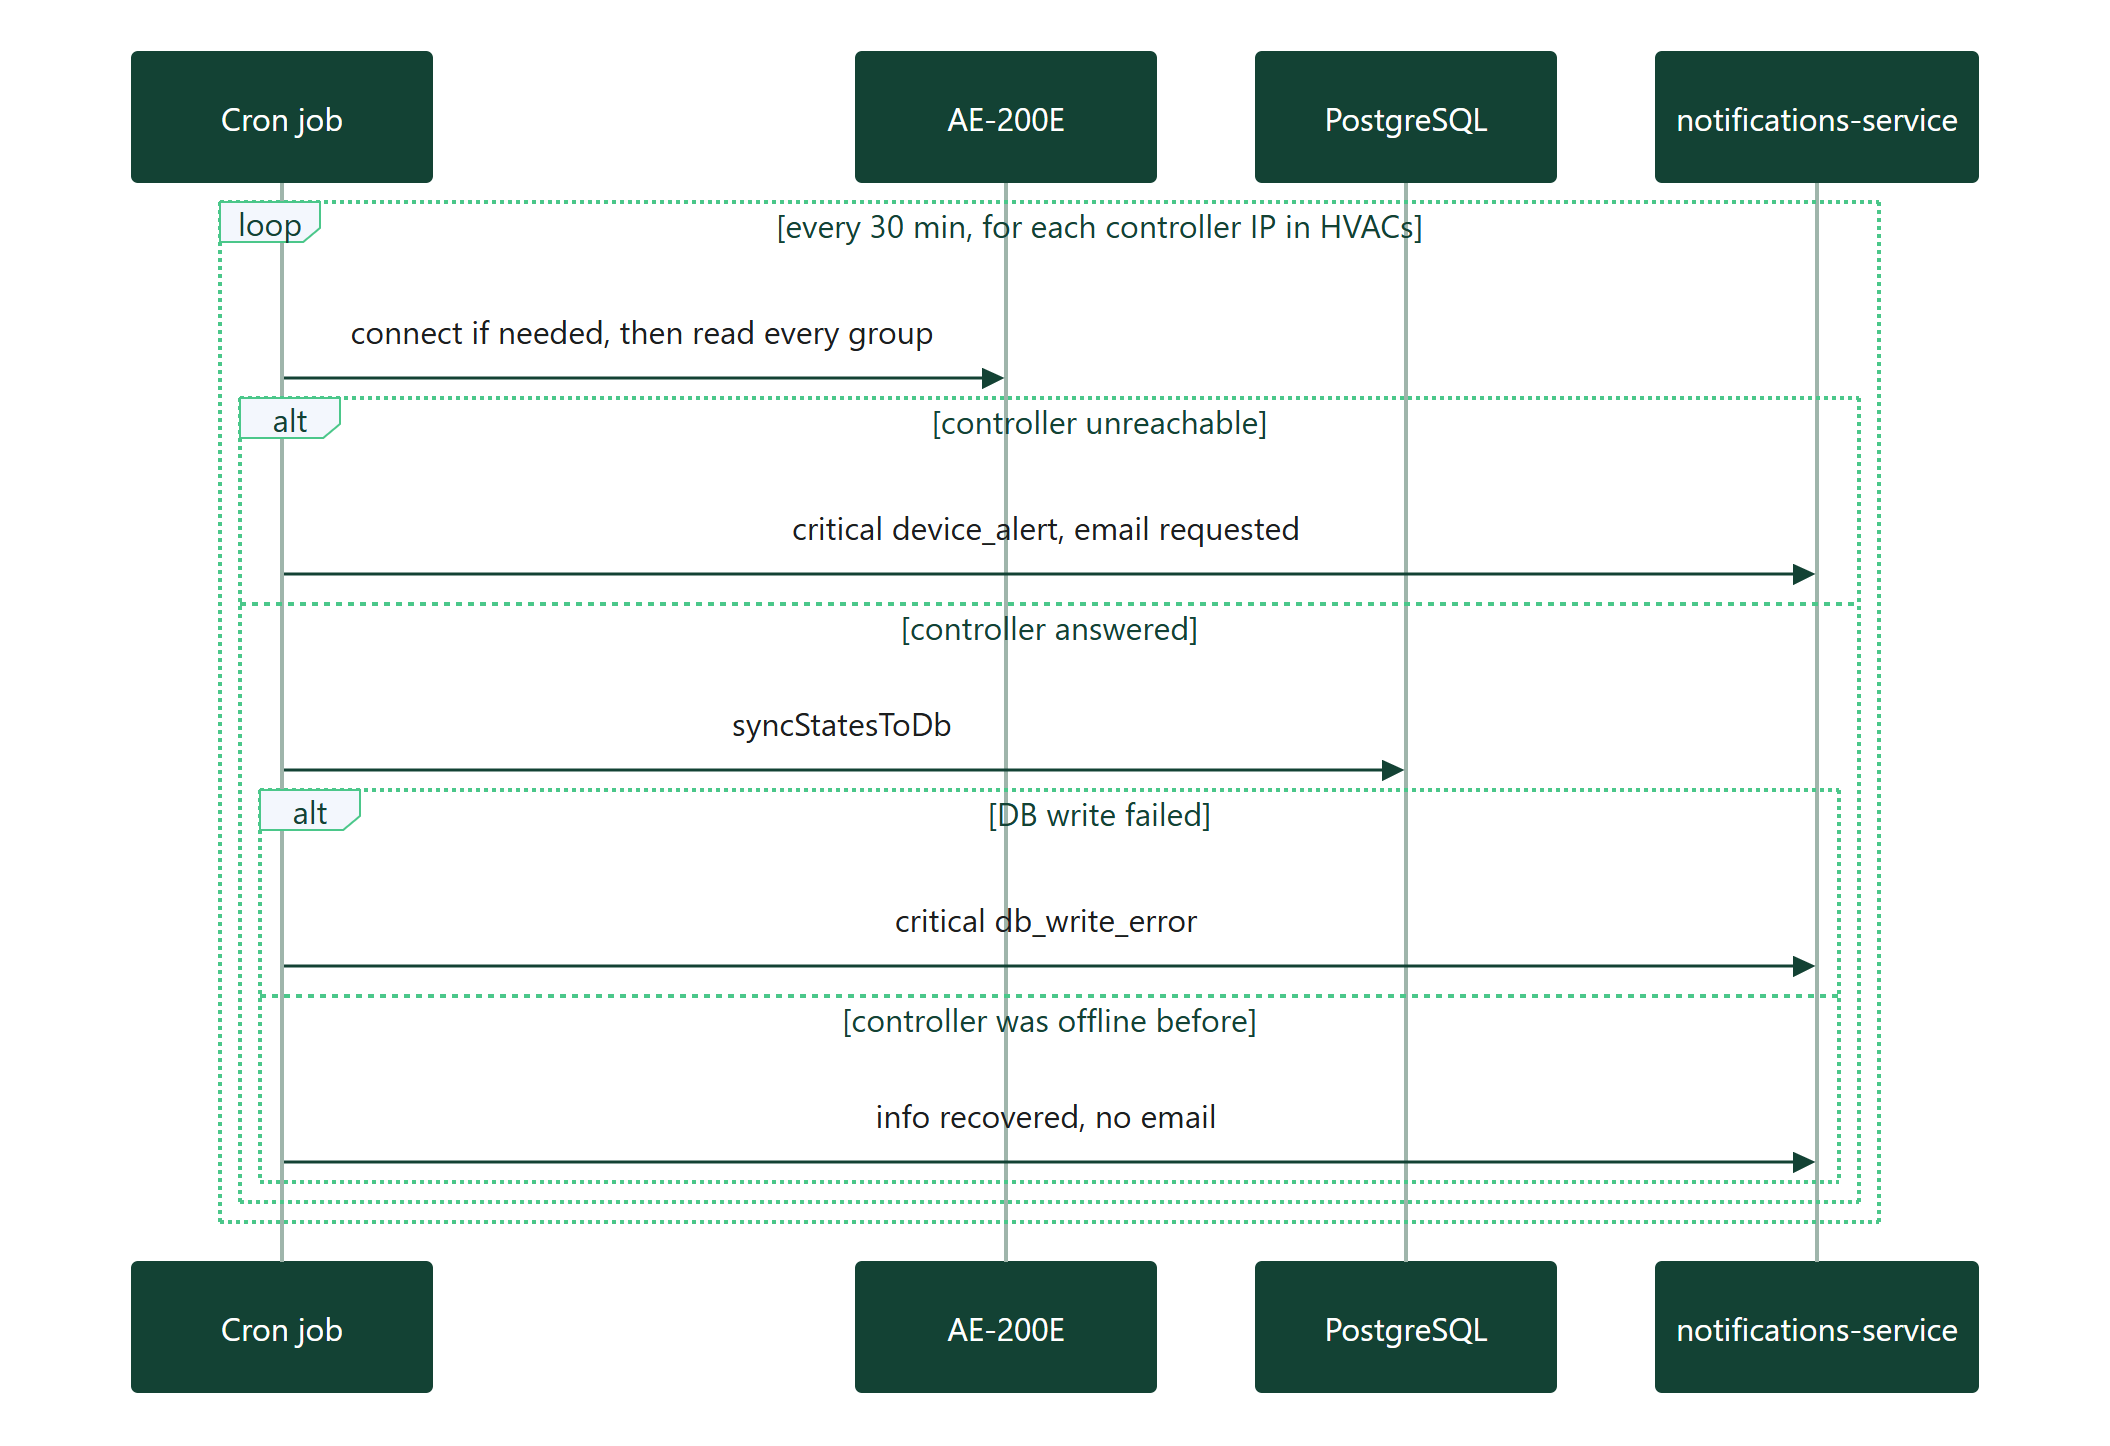 Cron job
AE-200E
PostgreSQL
notifications-service
loop
[every 30 min, for each controller IP in HVACs]
connect if needed, then read every group
alt
[controller unreachable]
critical device_alert, email requested
[controller answered]
syncStatesToDb
alt
[DB write failed]
critical db_write_error
[controller was offline before]
info recovered, no email
Cron job
AE-200E
PostgreSQL
notifications-service